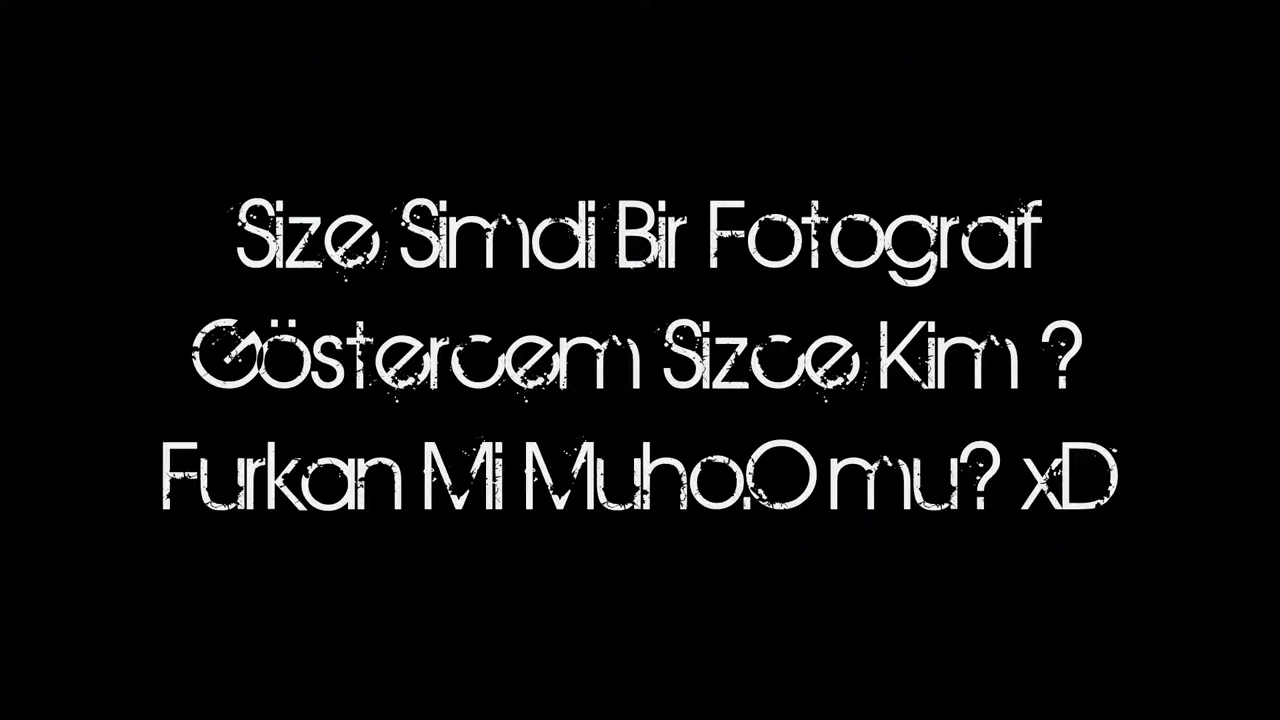 Size Simdi Bir Fotograf
Göstercem Sizce Kim ?
Furkan Mi Muho.O mu? xD